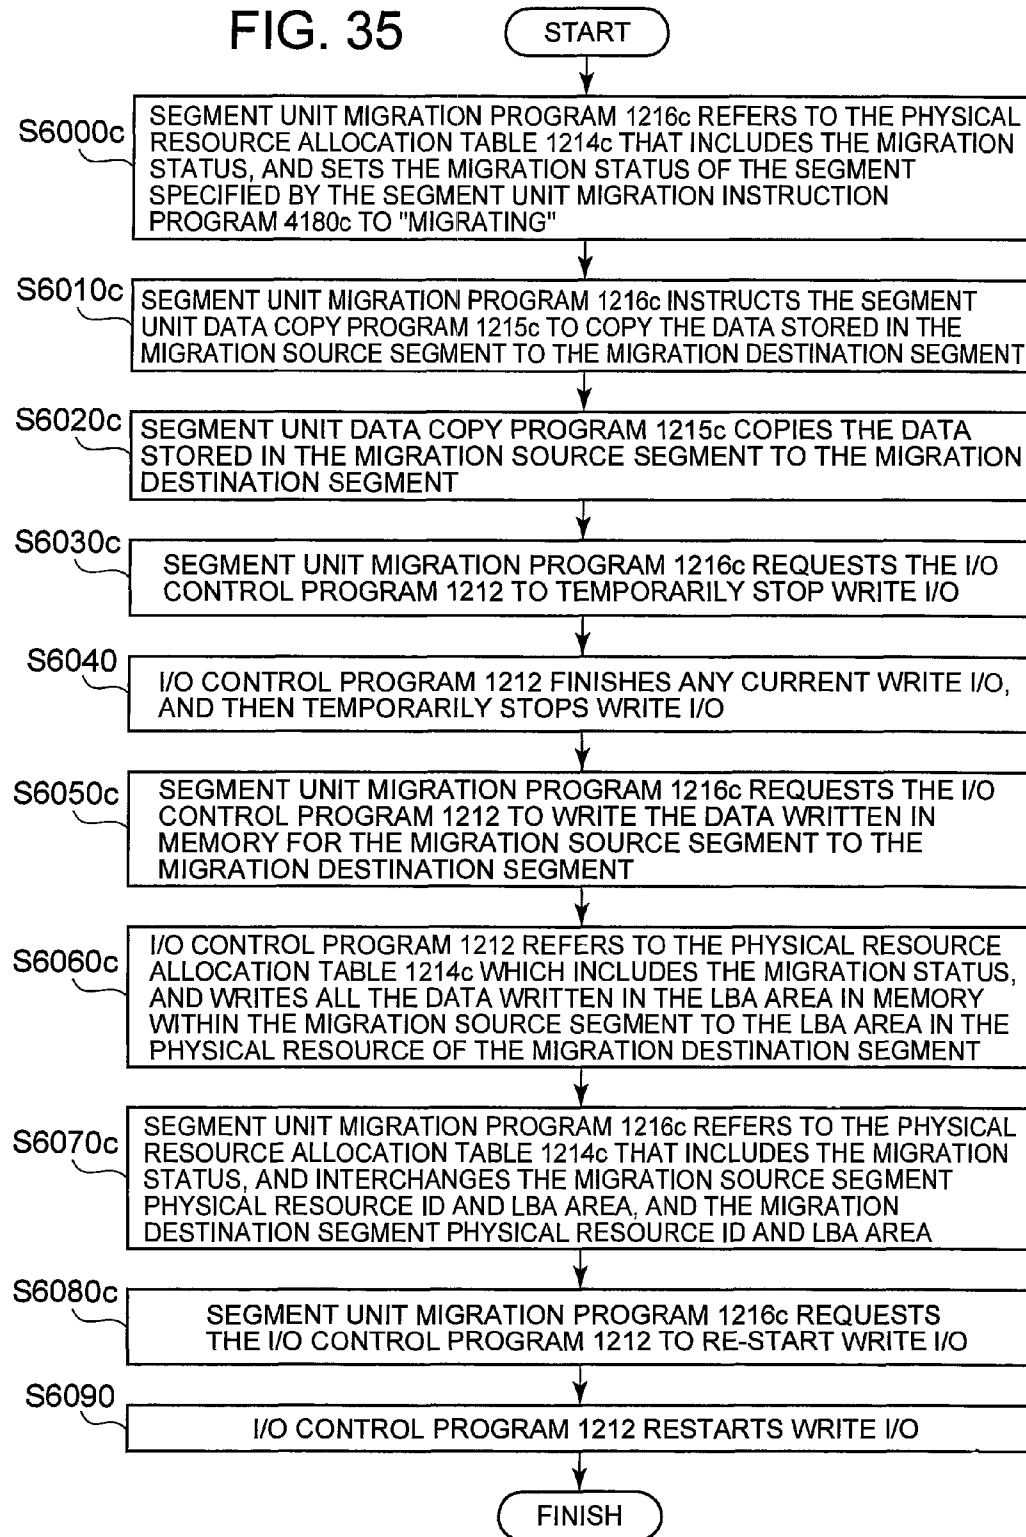 FIG. 35
START
S6000c
SEGMENT UNIT MIGRATION PROGRAM 1216c REFERS TO THE PHYSICAL
RESOURCE ALLOCATION TABLE 1214c THAT INCLUDES THE MIGRATION
STATUS, AND SETS THE MIGRATION STATUS OF THE SEGMENT
SPECIFIED BY THE SEGMENT UNIT MIGRATION INSTRUCTION
PROGRAM 4180c TO "MIGRATING"
S6010c
SEGMENT UNIT MIGRATION PROGRAM 1216c INSTRUCTS THE SEGMENT
UNIT DATA COPY PROGRAM 1215c TO COPY THE DATA STORED IN THE
MIGRATION SOURCE SEGMENT TO THE MIGRATION DESTINATION SEGMENT
S6020c
SEGMENT UNIT DATA COPY PROGRAM 1215c COPIES THE DATA
STORED IN THE MIGRATION SOURCE SEGMENT TO THE MIGRATION
DESTINATION SEGMENT
S6030c
SEGMENT UNIT MIGRATION PROGRAM 1216c REQUESTS THE I/O
CONTROL PROGRAM 1212 TO TEMPORARILY STOP WRITE I/O
S6040
I/O CONTROL PROGRAM 1212 FINISHES ANY CURRENT WRITE I/O,
AND THEN TEMPORARILY STOPS WRITE I/O
S6050c
SEGMENT UNIT MIGRATION PROGRAM 1216c REQUESTS THE I/O
CONTROL PROGRAM 1212 TO WRITE THE DATA WRITTEN IN
MEMORY FOR THE MIGRATION SOURCE SEGMENT TO THE
MIGRATION DESTINATION SEGMENT
S6060c
I/O CONTROL PROGRAM 1212 REFERS TO THE PHYSICAL RESOURCE
ALLOCATION TABLE 1214c WHICH INCLUDES THE MIGRATION STATUS,
AND WRITES ALL THE DATA WRITTEN IN THE LBA AREA IN MEMORY
WITHIN THE MIGRATION SOURCE SEGMENT TO THE LBA AREA IN THE
PHYSICAL RESOURCE OF THE MIGRATION DESTINATION SEGMENT
S6070c
SEGMENT UNIT MIGRATION PROGRAM 1216c REFERS TO THE PHYSICAL
RESOURCE ALLOCATION TABLE 1214c THAT INCLUDES THE MIGRATION
STATUS, AND INTERCHANGES THE MIGRATION SOURCE SEGMENT
PHYSICAL RESOURCE ID AND LBA AREA, AND THE MIGRATION
DESTINATION SEGMENT PHYSICAL RESOURCE ID AND LBA AREA
S6080c
SEGMENT UNIT MIGRATION PROGRAM 1216c REQUESTS
THE I/O CONTROL PROGRAM 1212 TO RE-START WRITE I/O
S6090
I/O CONTROL PROGRAM 1212 RESTARTS WRITE I/O
FINISH